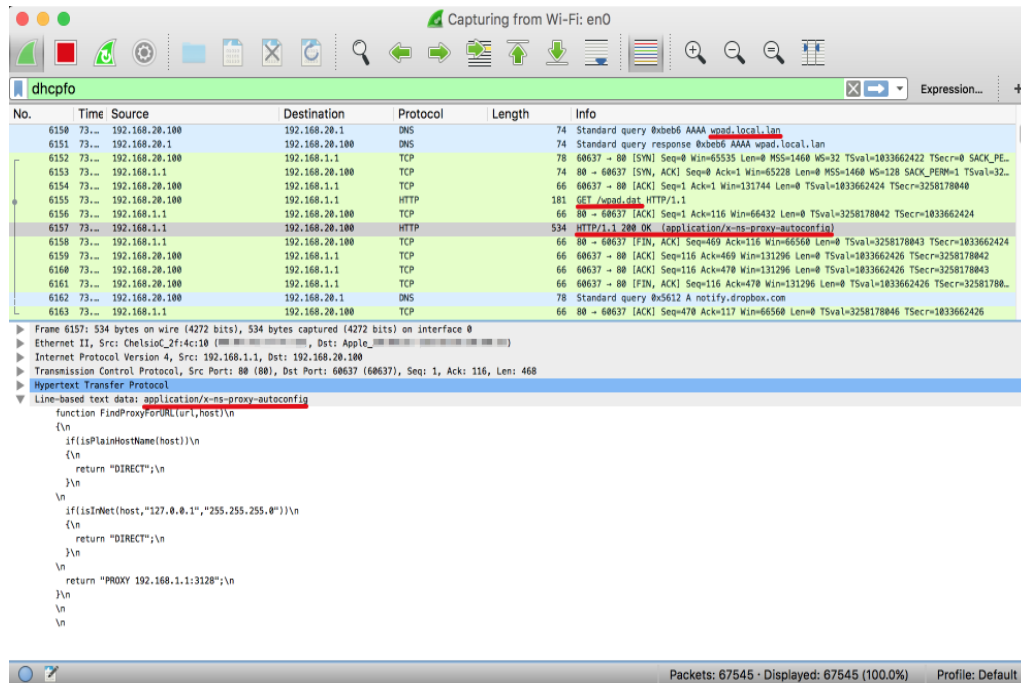 Capturing from Wi-Fi: en0
dhcpfo Expression... +
No. Time Source Destination Protocol Length Info
6150 73.… 192.168.20.100 192.168.20.1 DNS 74 Standard query 0xbeb6 AAAA wpad.local.lan
6151 73.… 192.168.20.1 192.168.20.100 DNS 74 Standard query response 0xbeb6 AAAA wpad.local.lan
6152 73.… 192.168.20.100 192.168.1.1 TCP 78 60637 → 80 [SYN] Seq=0 Win=65535 Len=0 MSS=1460 WS=32 TSval=1033662422 TSecr=0 SACK_PE…
6153 73.… 192.168.1.1 192.168.20.100 TCP 74 80 → 60637 [SYN, ACK] Seq=0 Ack=1 Win=65228 Len=0 MSS=1460 WS=128 SACK_PERM=1 TSval=32…
6154 73.… 192.168.20.100 192.168.1.1 TCP 66 60637 → 80 [ACK] Seq=1 Ack=1 Win=131744 Len=0 TSval=1033662424 TSecr=3258178040
6155 73.… 192.168.20.100 192.168.1.1 HTTP 181 GET /wpad.dat HTTP/1.1
6156 73.… 192.168.1.1 192.168.20.100 TCP 66 80 → 60637 [ACK] Seq=1 Ack=116 Win=66432 Len=0 TSval=3258178042 TSecr=1033662424
6157 73.… 192.168.1.1 192.168.20.100 HTTP 534 HTTP/1.1 200 OK (application/x-ns-proxy-autoconfig)
6158 73.… 192.168.1.1 192.168.20.100 TCP 66 80 → 60637 [FIN, ACK] Seq=469 Ack=116 Win=66560 Len=0 TSval=3258178043 TSecr=1033662424
6159 73.… 192.168.20.100 192.168.1.1 TCP 66 60637 → 80 [ACK] Seq=116 Ack=469 Win=131296 Len=0 TSval=1033662426 TSecr=3258178042
6160 73.… 192.168.20.100 192.168.1.1 TCP 66 60637 → 80 [ACK] Seq=116 Ack=470 Win=131296 Len=0 TSval=1033662426 TSecr=3258178043
6161 73.… 192.168.20.100 192.168.1.1 TCP 66 60637 → 80 [FIN, ACK] Seq=116 Ack=470 Win=131296 Len=0 TSval=1033662426 TSecr=32581780…
6162 73.… 192.168.20.100 192.168.20.1 DNS 78 Standard query 0x5612 A notify.dropbox.com
6163 73.… 192.168.1.1 192.168.20.100 TCP 66 80 → 60637 [ACK] Seq=470 Ack=117 Win=66560 Len=0 TSval=3258178046 TSecr=1033662426
Frame 6157: 534 bytes on wire (4272 bits), 534 bytes captured (4272 bits) on interface 0
Ethernet II, Src: ChelsioC_2f:4c:10 ( ), Dst: Apple_ )
Internet Protocol Version 4, Src: 192.168.1.1, Dst: 192.168.20.100
Transmission Control Protocol, Src Port: 80 (80), Dst Port: 60637 (60637), Seq: 1, Ack: 116, Len: 468
Hypertext Transfer Protocol
Line-based text data: application/x-ns-proxy-autoconfig
function FindProxyForURL(url,host)\n
{\n
if(isPlainHostName(host))\n
{\n
return "DIRECT";\n
}\n
\n
if(isInNet(host,"127.0.0.1","255.255.255.0"))\n
{\n
return "DIRECT";\n
}\n
\n
return "PROXY 192.168.1.1:3128";\n
}\n
\n
\n
Packets: 67545 · Displayed: 67545 (100.0%) Profile: Default